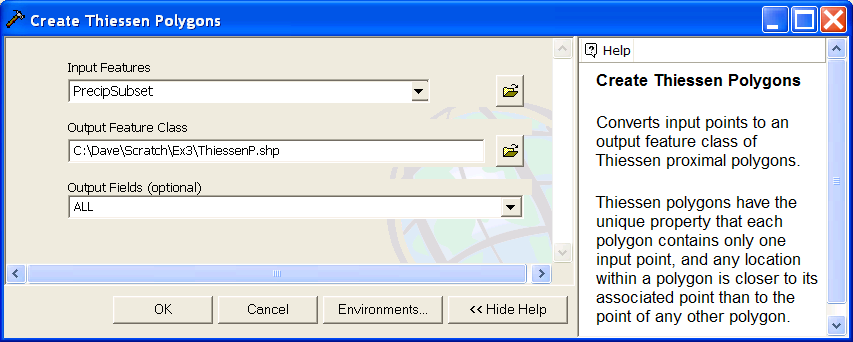 Create Thiessen Polygons
Input Features
PrecipSubset
Output Feature Class
C:\Dave\Scratch\Ex3\ThiessenP.shp
Output Fields (optional)
ALL
OK
Cancel
Environments...
<< Hide Help
Help
Create Thiessen Polygons
Converts input points to an
output feature class of
Thiessen proximal polygons.
Thiessen polygons have the
unique property that each
polygon contains only one
input point, and any location
within a polygon is closer to its
associated point than to the
point of any other polygon.